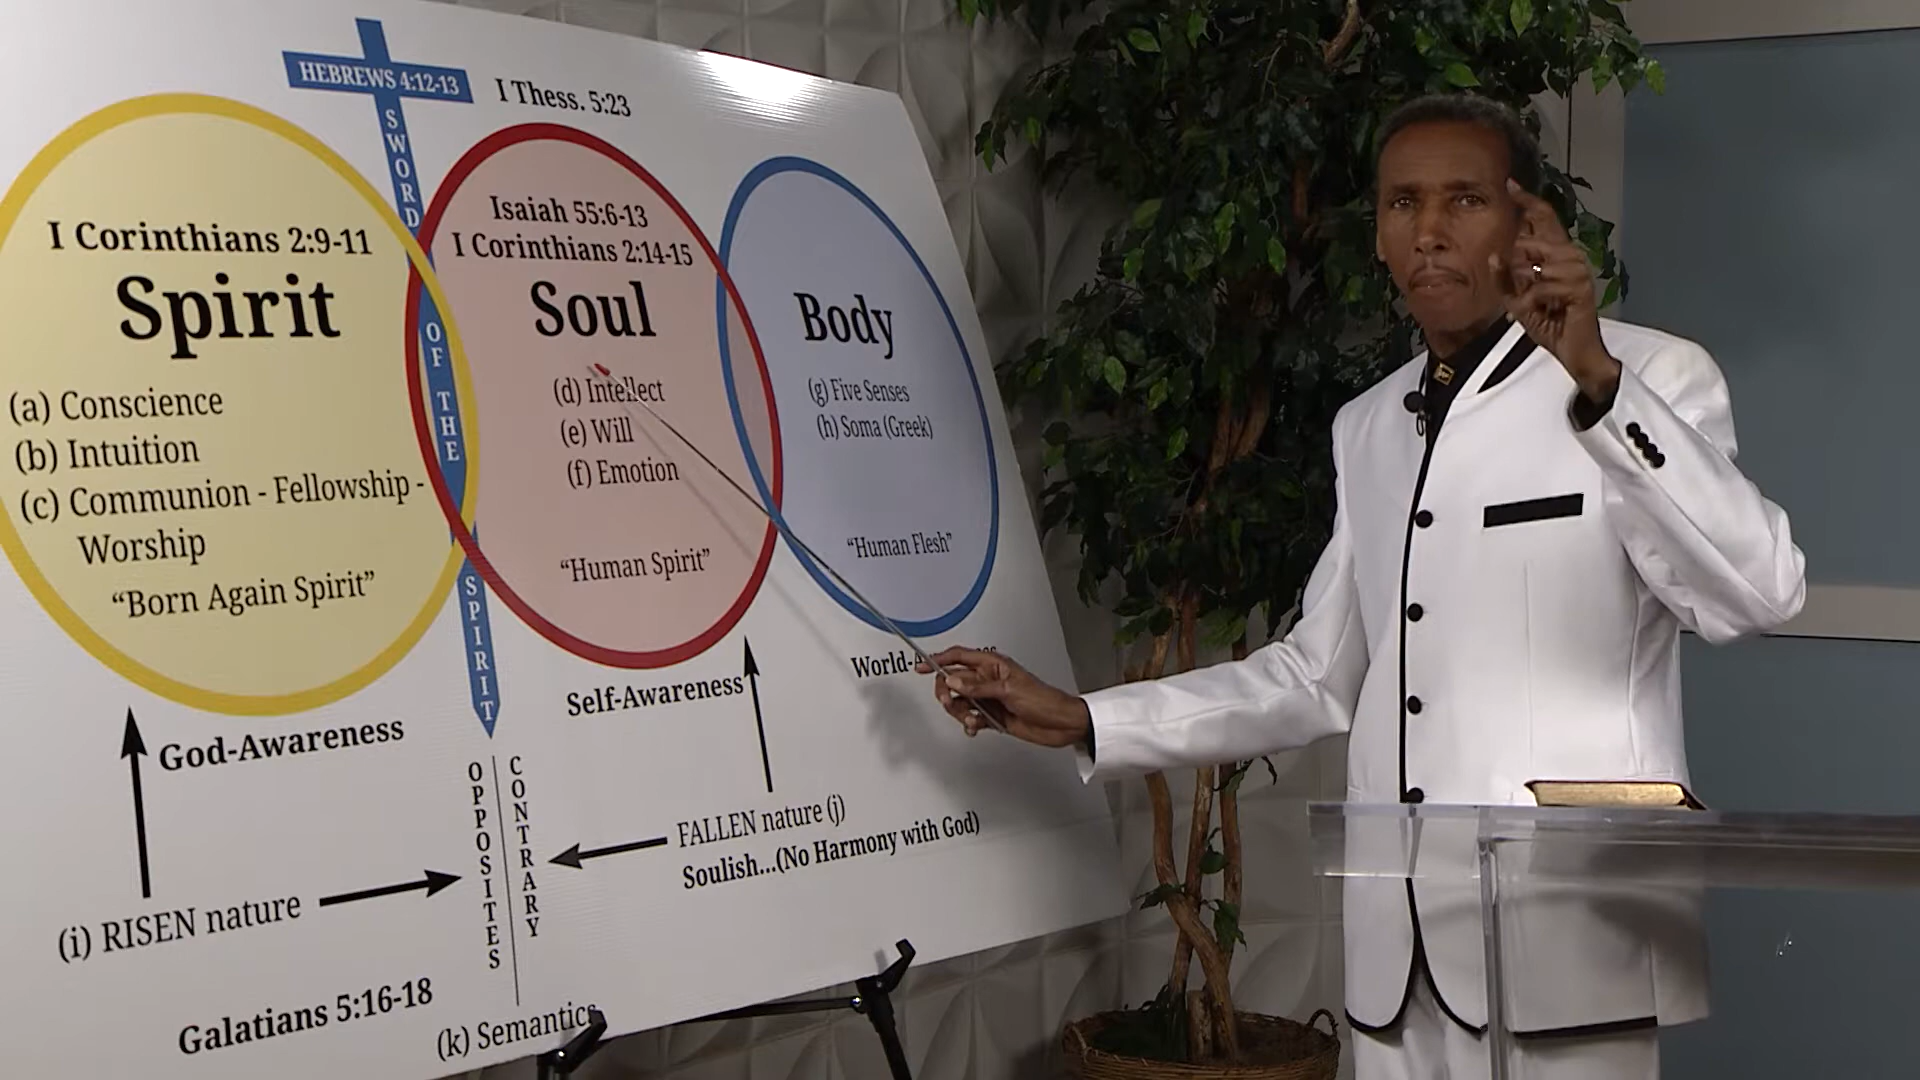 HEBREWS 4:12-13
I Thess. 5:23
SWORD
OF THE
SPIRIT
I Corinthians 2:9-11
Spirit
(a) Conscience
(b) Intuition
(c) Communion - Fellowship -
Worship
“Born Again Spirit”
Isaiah 55:6-13
I Corinthians 2:14-15
Soul
(d) Intellect
(e) Will
(f) Emotion
“Human Spirit”
Body
(g) Five Senses
(h) Soma (Greek)
“Human Flesh”
God-Awareness
Self-Awareness
World-
OPPOSITES
CONTRARY
(i) RISEN nature
FALLEN nature (j)
Soulish...(No Harmony with God)
Galatians 5:16-18
(k) Semantics